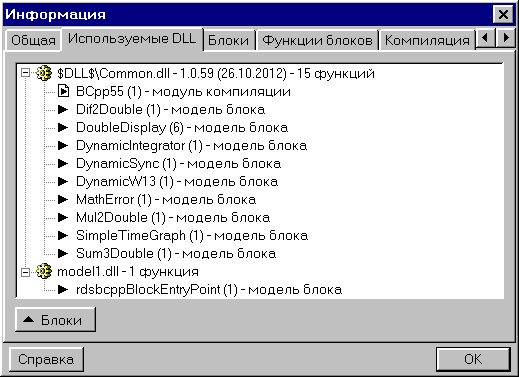 Информация
Общая Используемые DLL Блоки Функции блоков Компиляция
$DLL$\Common.dll - 1.0.59 (26.10.2012) - 15 функций
BCpp55 (1) - модуль компиляции
Dif2Double (1) - модель блока
DoubleDisplay (6) - модель блока
DynamicIntegrator (1) - модель блока
DynamicSync (1) - модель блока
DynamicW13 (1) - модель блока
MathError (1) - модель блока
Mul2Double (1) - модель блока
SimpleTimeGraph (1) - модель блока
Sum3Double (1) - модель блока
model1.dll - 1 функция
rdsbcppBlockEntryPoint (1) - модель блока
Блоки
Справка OK